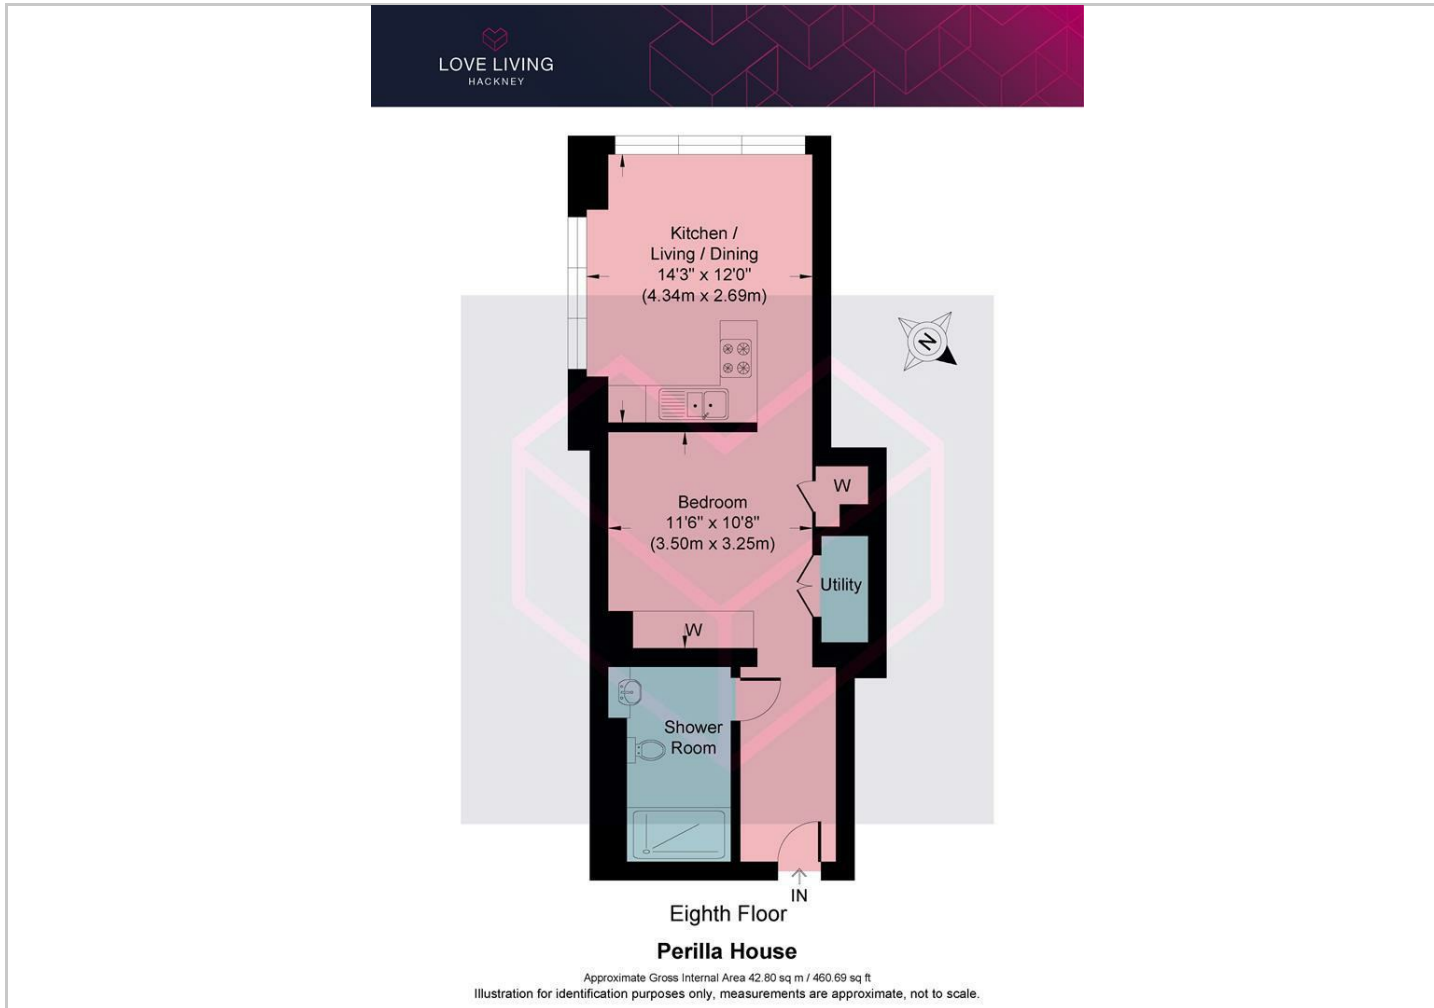 LOVE LIVING
HACKNEY
Kitchen /
Living / Dining
14'3" x 12'0"
(4.34m x 2.69m)
N
W
Bedroom
11'6" x 10'8"
(3.50m x 3.25m)
Utility
W
Shower
Room
IN
Eighth Floor
Perilla House
Approximate Gross Internal Area 42.80 sq m / 460.69 sq ft
Illustration for identification purposes only, measurements are approximate, not to scale.